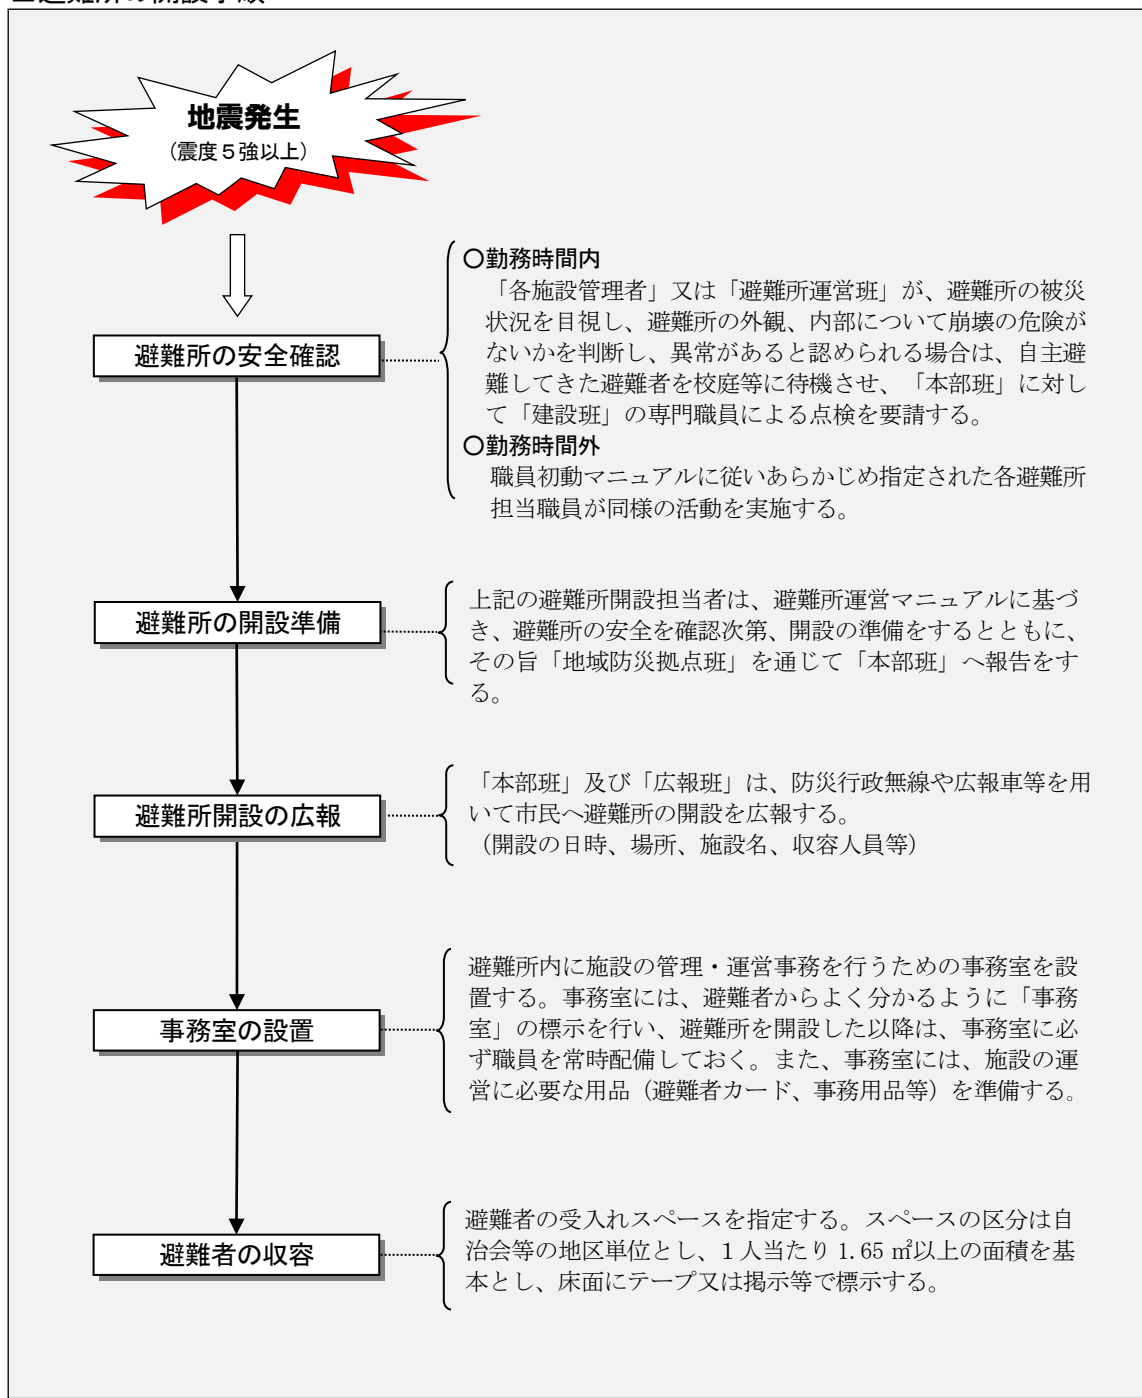 ■避難所の開設手順
地震発生
（震度５強以上）
○勤務時間内
「各施設管理者」又は「避難所運営班」が、避難所の被災
状況を目視し、避難所の外観、内部について崩壊の危険が
ないかを判断し、異常があると認められる場合は、自主避
難してきた避難者を校庭等に待機させ、「本部班」に対し
て「建設班」の専門職員による点検を要請する。
○勤務時間外
職員初動マニュアルに従いあらかじめ指定された各避難所
担当職員が同様の活動を実施する。
避難所の安全確認
避難所の開設準備
上記の避難所開設担当者は、避難所運営マニュアルに基づ
き、避難所の安全を確認次第、開設の準備をするとともに、
その旨「地域防災拠点班」を通じて「本部班」へ報告をす
る。
避難所開設の広報
「本部班」及び「広報班」は、防災行政無線や広報車等を用
いて市民へ避難所の開設を広報する。
（開設の日時、場所、施設名、収容人員等）
事務室の設置
避難所内に施設の管理・運営事務を行うための事務室を設
置する。事務室には、避難者からよく分かるように「事務
室」の標示を行い、避難所を開設した以降は、事務室に必
ず職員を常時配備しておく。また、事務室には、施設の運
営に必要な用品（避難者カード、事務用品等）を準備する。
避難者の収容
避難者の受入れスペースを指定する。スペースの区分は自
治会等の地区単位とし、１人当たり 1.65 ㎡以上の面積を基
本とし、床面にテープ又は掲示等で標示する。